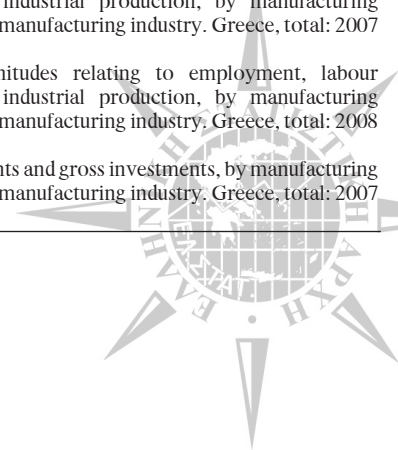 industrial production, by manufacturing
manufacturing industry. Greece, total: 2007
nitudes relating to employment, labour
industrial production, by manufacturing
manufacturing industry. Greece, total: 2008
nts and gross investments, by manufacturing
manufacturing industry. Greece, total: 2007
ΕΛΣΤΑΤ